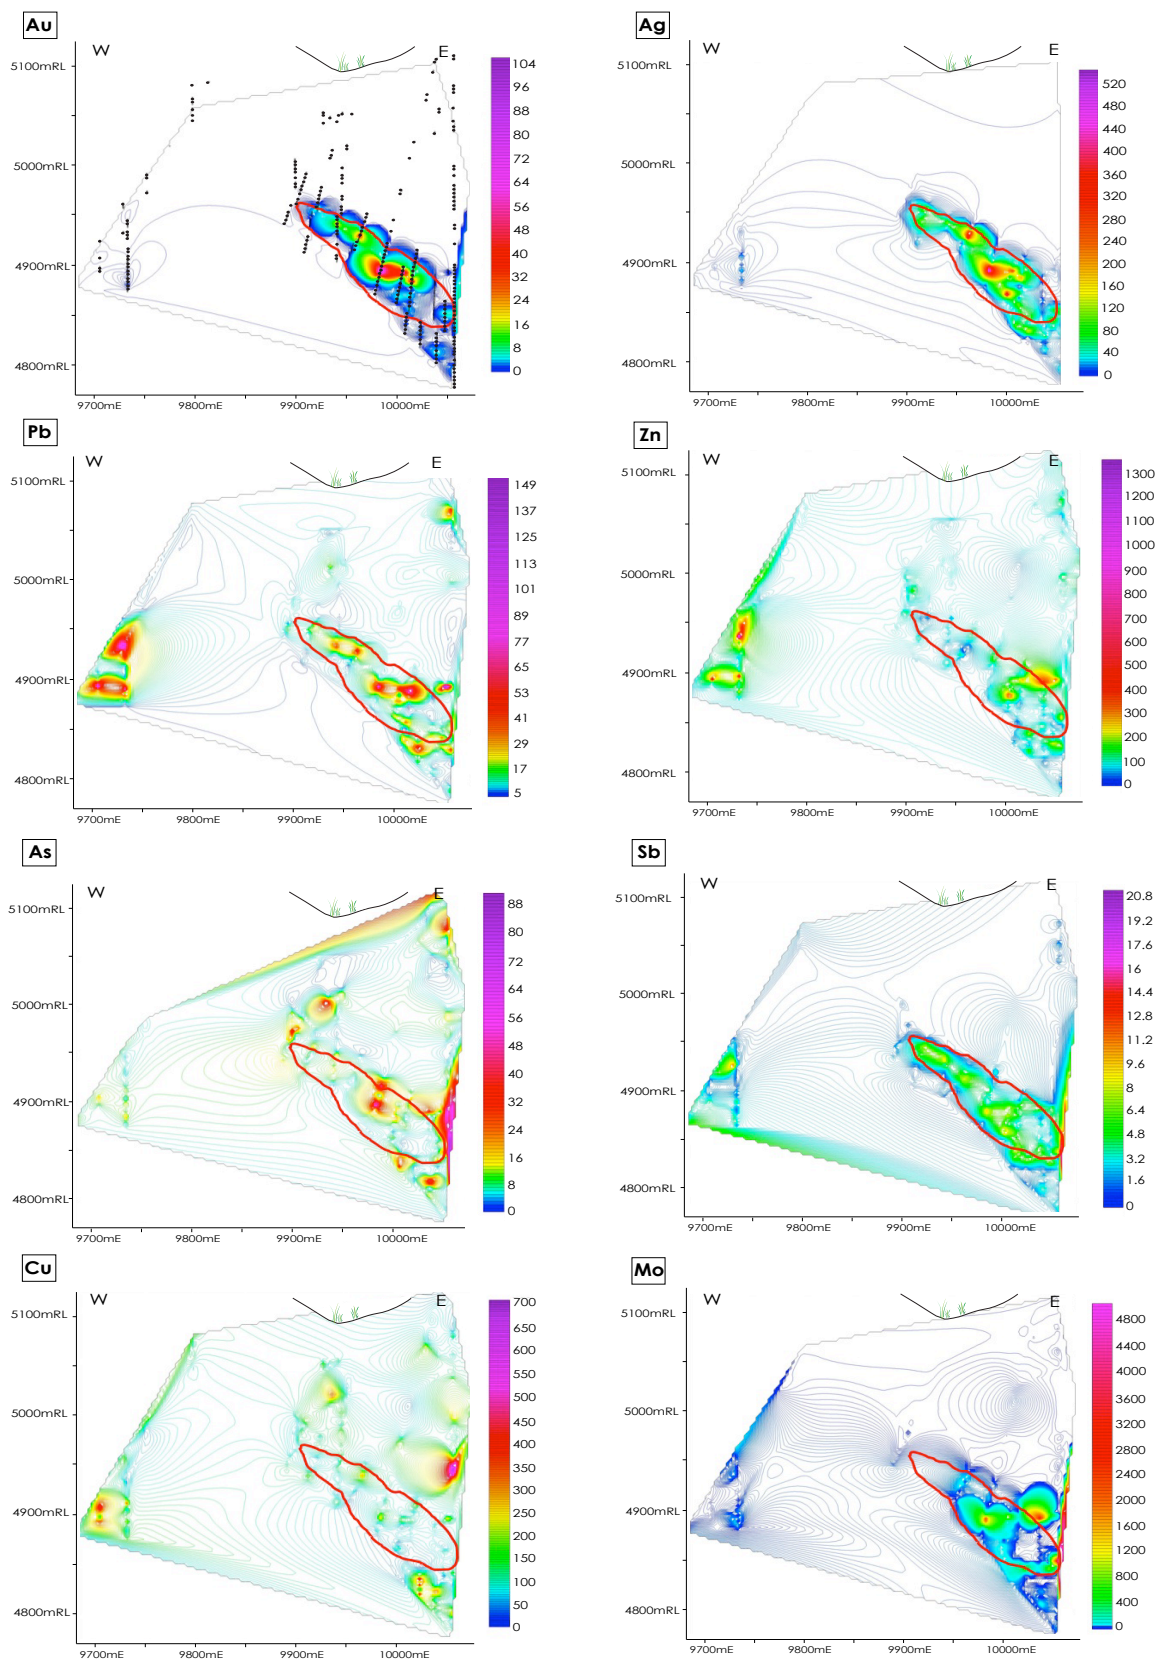 Au
W
E
5100mRL
5000mRL
4900mRL
4800mRL
9700mE 9800mE 9900mE 10000mE
104
96
88
80
72
64
56
48
40
32
24
16
8
0
Ag
W
E
5100mRL
5000mRL
4900mRL
4800mRL
9700mE 9800mE 9900mE 10000mE
520
480
440
400
360
320
280
240
200
160
120
80
40
0
Pb
W
E
5100mRL
5000mRL
4900mRL
4800mRL
9700mE 9800mE 9900mE 10000mE
149
137
125
113
101
89
77
65
53
41
29
17
5
Zn
W
E
5100mRL
5000mRL
4900mRL
4800mRL
9700mE 9800mE 9900mE 10000mE
1300
1200
1100
1000
900
800
700
600
500
400
300
200
100
0
As
W
E
5100mRL
5000mRL
4900mRL
4800mRL
9700mE 9800mE 9900mE 10000mE
88
80
72
64
56
48
40
32
24
16
8
0
Sb
W
E
5100mRL
5000mRL
4900mRL
4800mRL
9700mE 9800mE 9900mE 10000mE
20.8
19.2
17.6
16
14.4
12.8
11.2
9.6
8
6.4
4.8
3.2
1.6
0
Cu
W
E
5100mRL
5000mRL
4900mRL
4800mRL
9700mE 9800mE 9900mE 10000mE
700
650
600
550
500
450
400
350
300
250
200
150
100
50
0
Mo
W
E
5100mRL
5000mRL
4900mRL
4800mRL
9700mE 9800mE 9900mE 10000mE
4800
4400
4000
3600
3200
2800
2400
2000
1600
1200
800
400
0